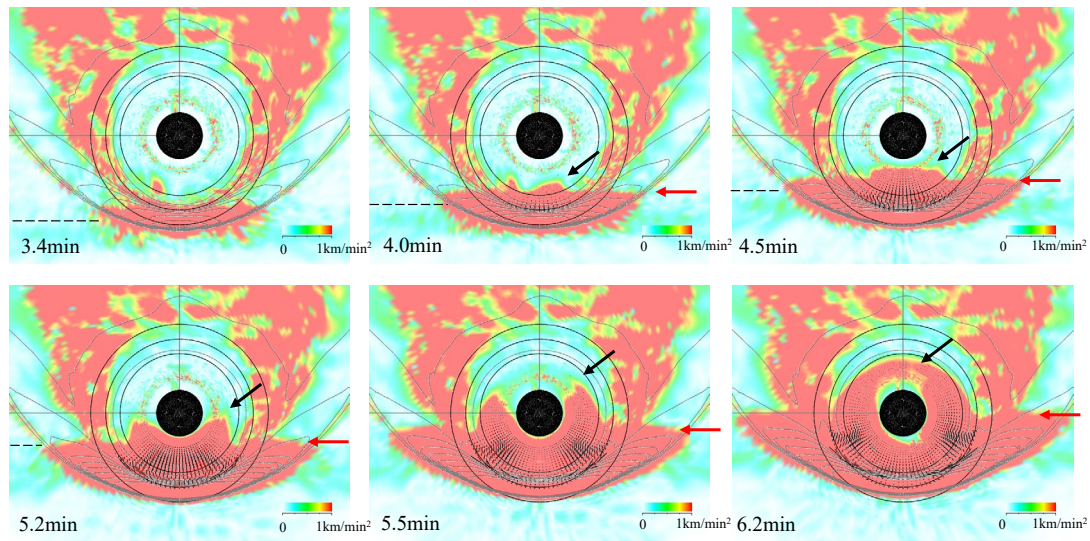 3.4min
0 1km/min²
4.0min
0 1km/min²
4.5min
0 1km/min²
5.2min
0 1km/min²
5.5min
0 1km/min²
6.2min
0 1km/min²